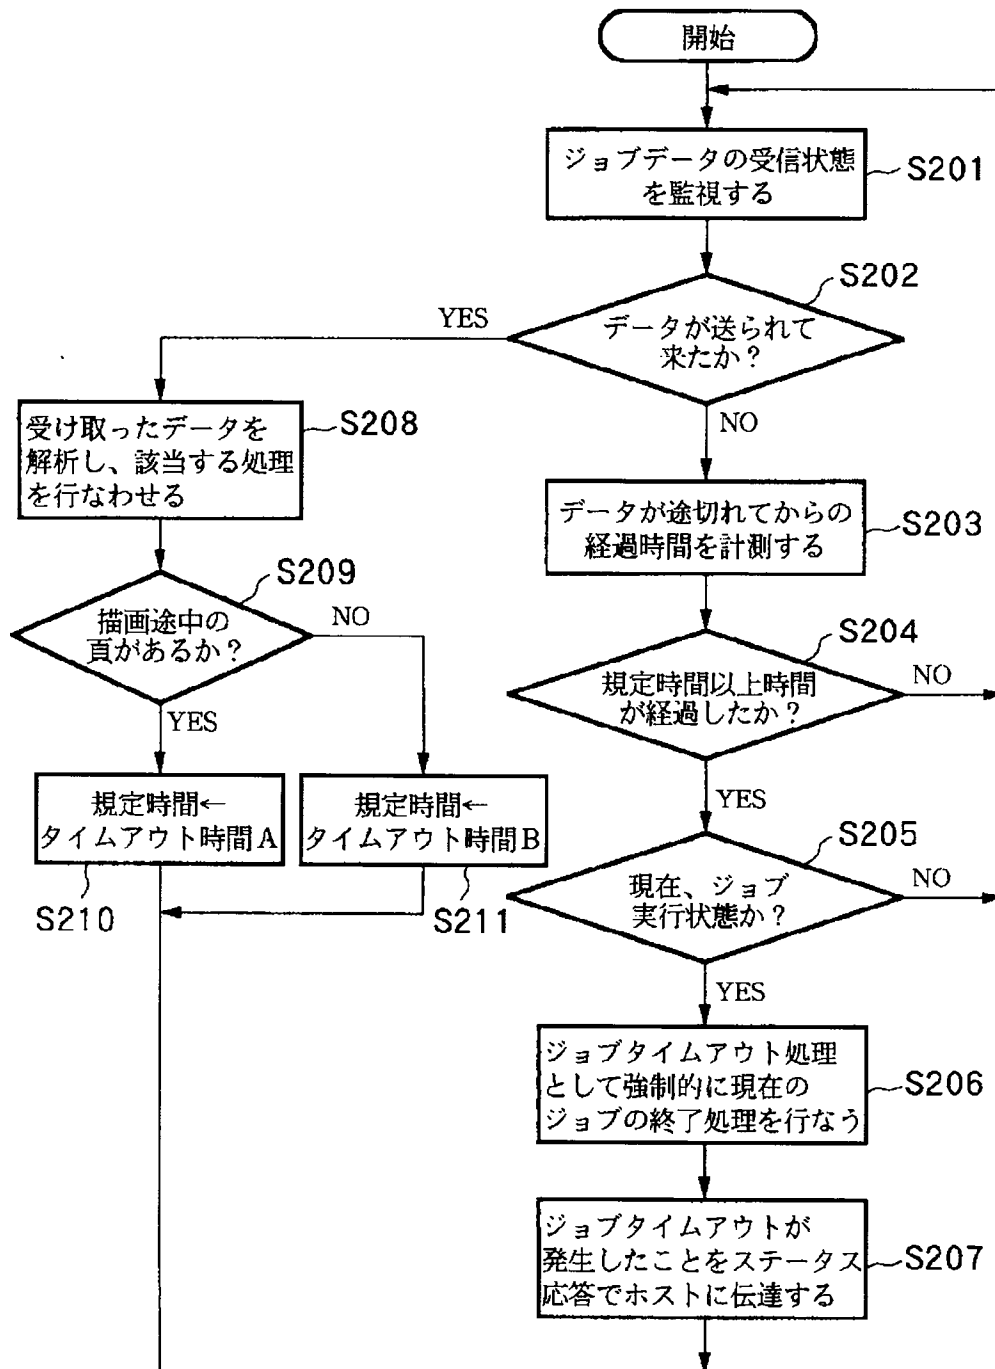 開始
ジョブデータの受信状態
を監視する
S201
S202
データが送られて
来たか？
YES
NO
受け取ったデータを
解析し、該当する処理
を行なわせる
S208
データが途切れてからの
経過時間を計測する
S203
S209
描画途中の
頁があるか？
NO
YES
S204
規定時間以上時間
が経過したか？
NO
YES
規定時間←
タイムアウト時間A
S210
規定時間←
タイムアウト時間B
S211
S205
現在、ジョブ
実行状態か？
NO
YES
ジョブタイムアウト処理
として強制的に現在の
ジョブの終了処理を行なう
S206
ジョブタイムアウトが
発生したことをステータス
応答でホストに伝達する
S207